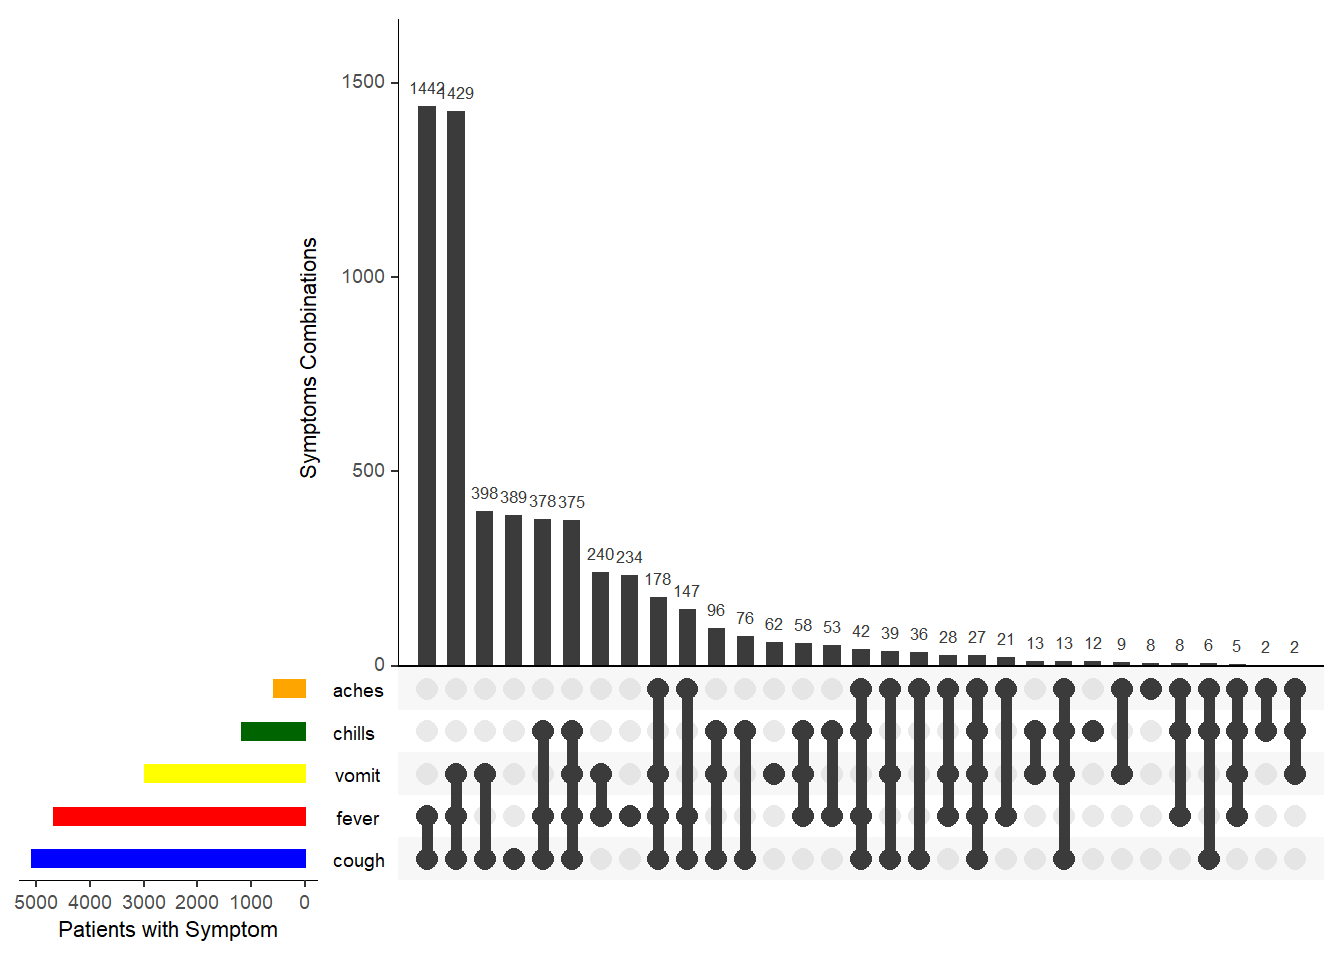 1500
1000
500
0
Symptoms Combinations
1442 1429 398 389 378 375 240 234 178 147 96 76 62 58 53 42 39 36 28 27 21 13 13 12 9 8 8 6 5 2 2
aches
chills
vomit
fever
cough
5000 4000 3000 2000 1000 0
Patients with Symptom